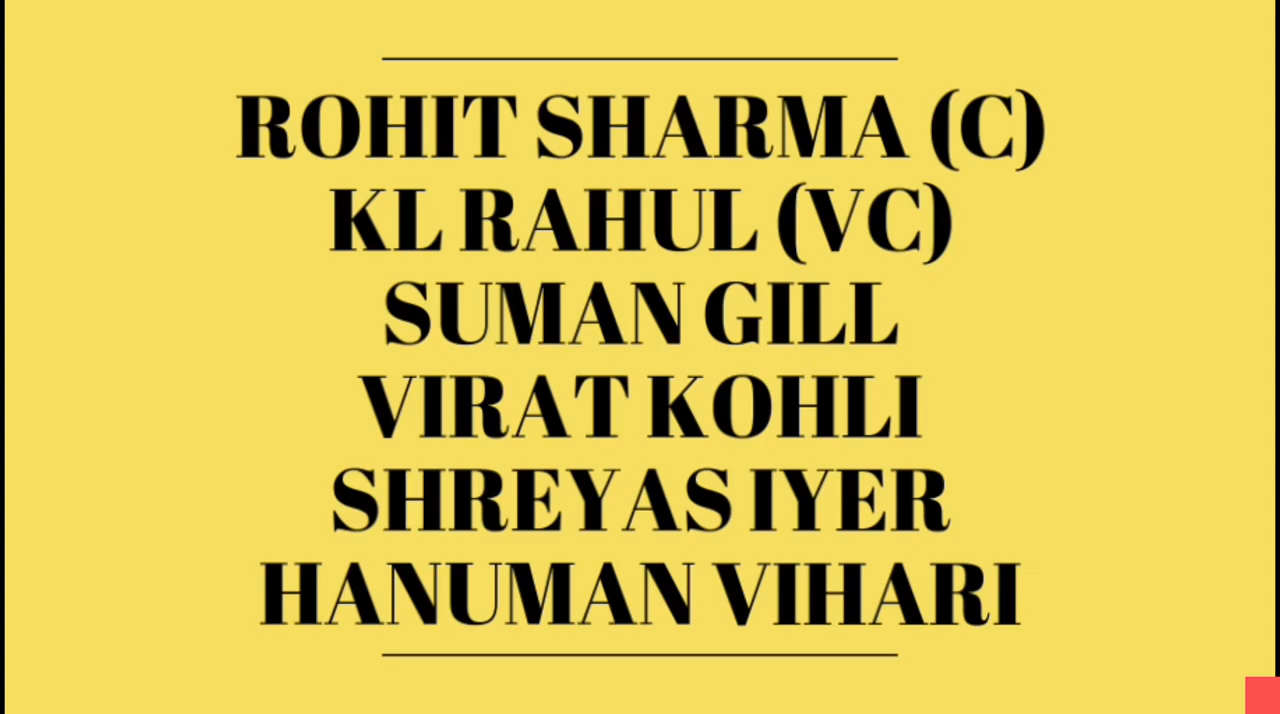 ROHIT SHARMA (C)
KL RAHUL (VC)
SUMAN GILL
VIRAT KOHLI
SHREYAS IYER
HANUMAN VIHARI